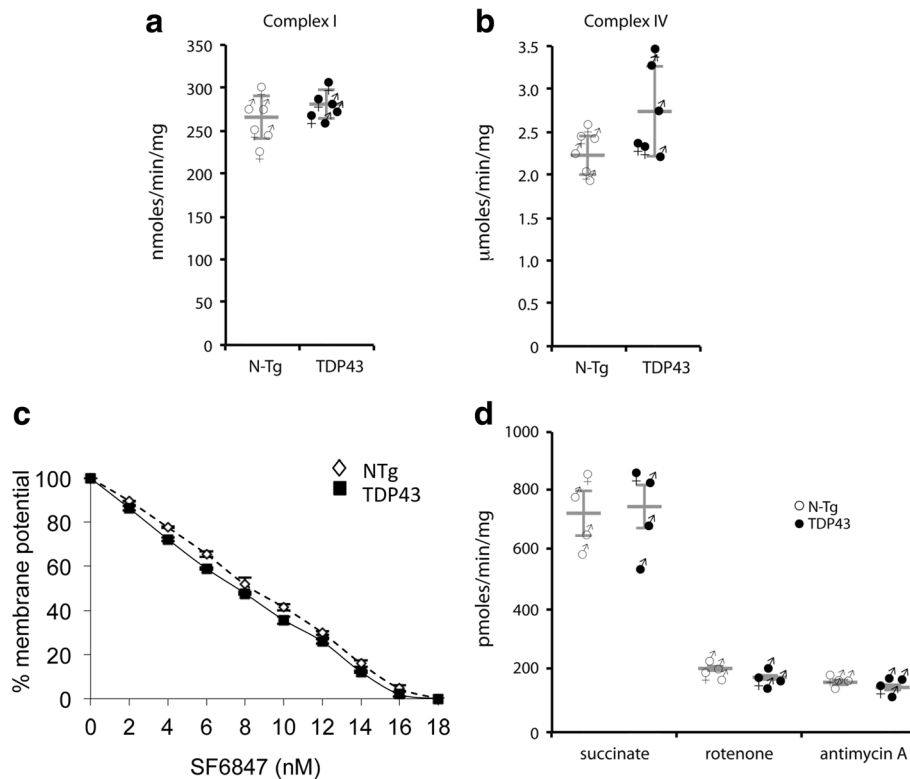 a
Complex I
nmoles/min/mg
350
300
250
200
150
100
50
0
N-Tg TDP43
b
Complex IV
µmoles/min/mg
3.5
3.0
2.5
2.0
1.5
1.0
0.5
0.0
N-Tg TDP43
c
% membrane potential
100
80
60
40
20
0
NTg
TDP43
0 2 4 6 8 10 12 14 16 18
SF6847 (nM)
d
pmoles/min/mg
1000
800
600
400
200
0
N-Tg
TDP43
succinate rotenone antimycin A